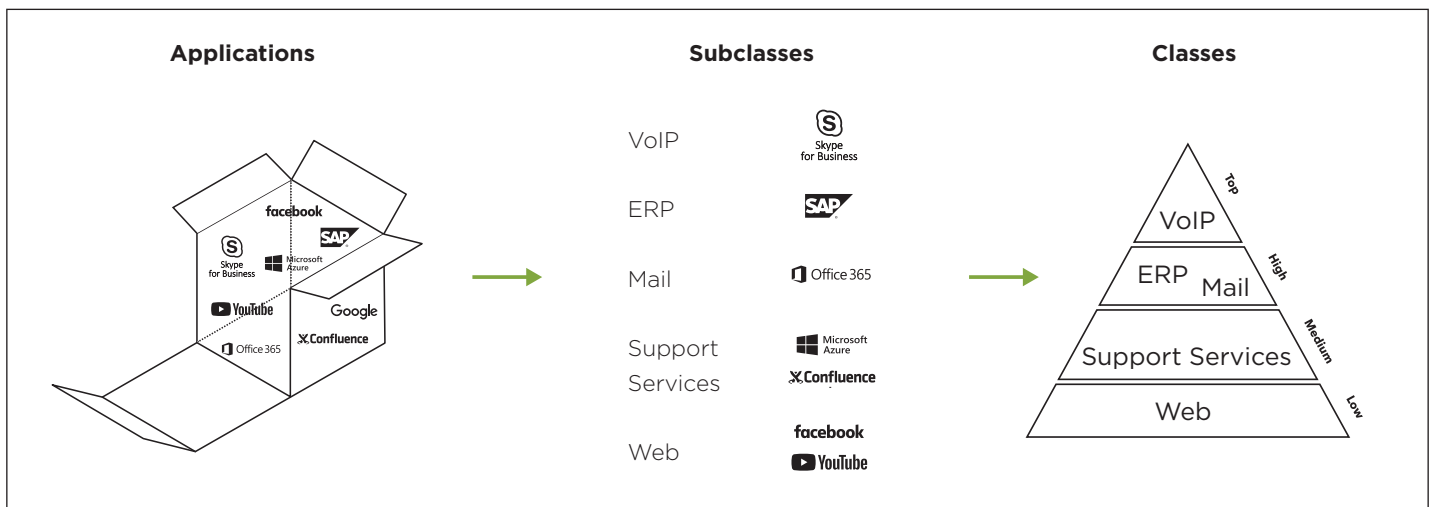 Applications
Subclasses
Classes
facebook
SAP
S
Skype
for Business
Microsoft
Azure
YouTube
Google
Confluence
Office 365
VoIP
S
Skype
for Business
ERP
SAP
Mail
Office 365
Support
Services
Microsoft
Azure
Confluence
Web
facebook
YouTube
VoIP
Top
ERP
Mail
High
Support Services
Medium
Web
Low